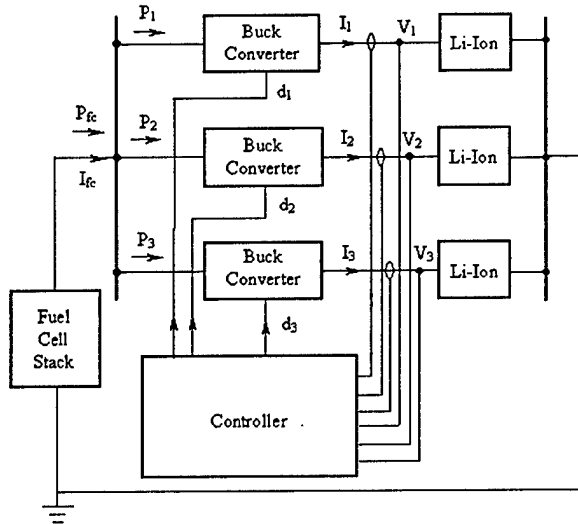 P1
Buck
Converter
I1
V1
Li-Ion
d1
Pfc
P2
Buck
Converter
I2
V2
Li-Ion
Ifc
d2
P3
Buck
Converter
I3
V3
Li-Ion
Fuel
Cell
Stack
d3
Controller